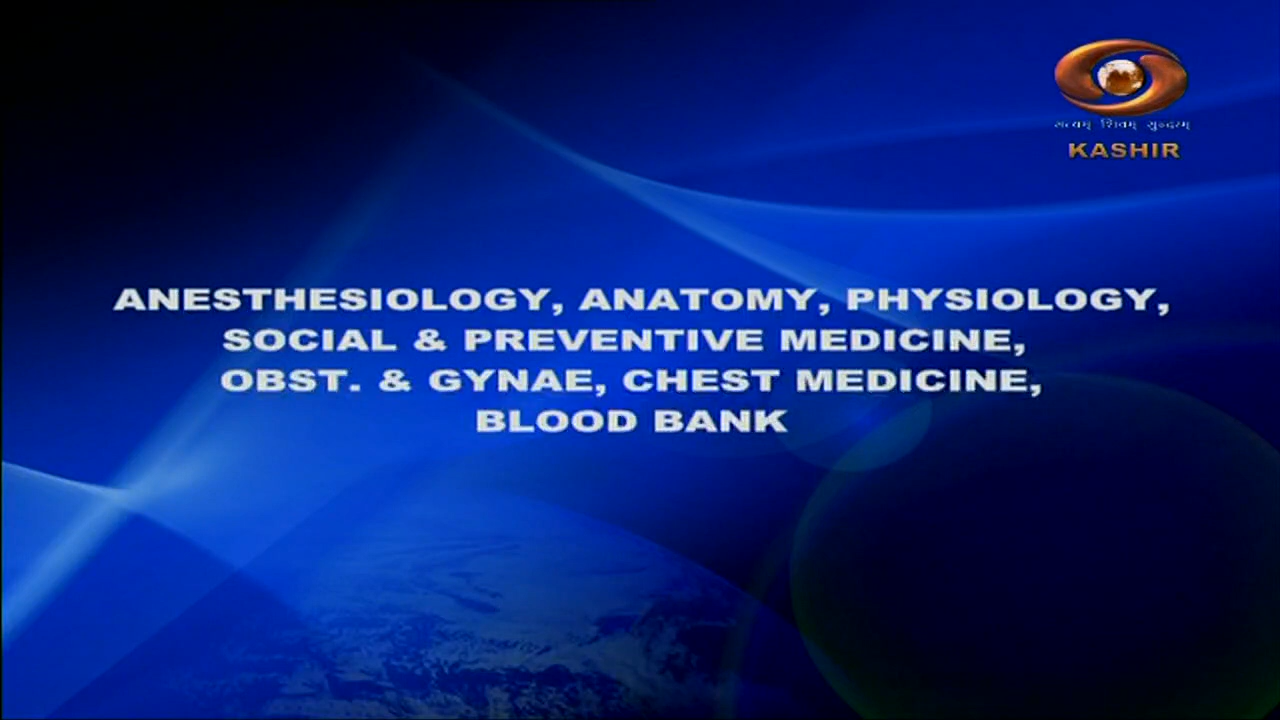 सत्यम् शिवम् सुन्दरम्
KASHIR
ANESTHESIOLOGY, ANATOMY, PHYSIOLOGY,
SOCIAL & PREVENTIVE MEDICINE,
OBST. & GYNAE, CHEST MEDICINE,
BLOOD BANK